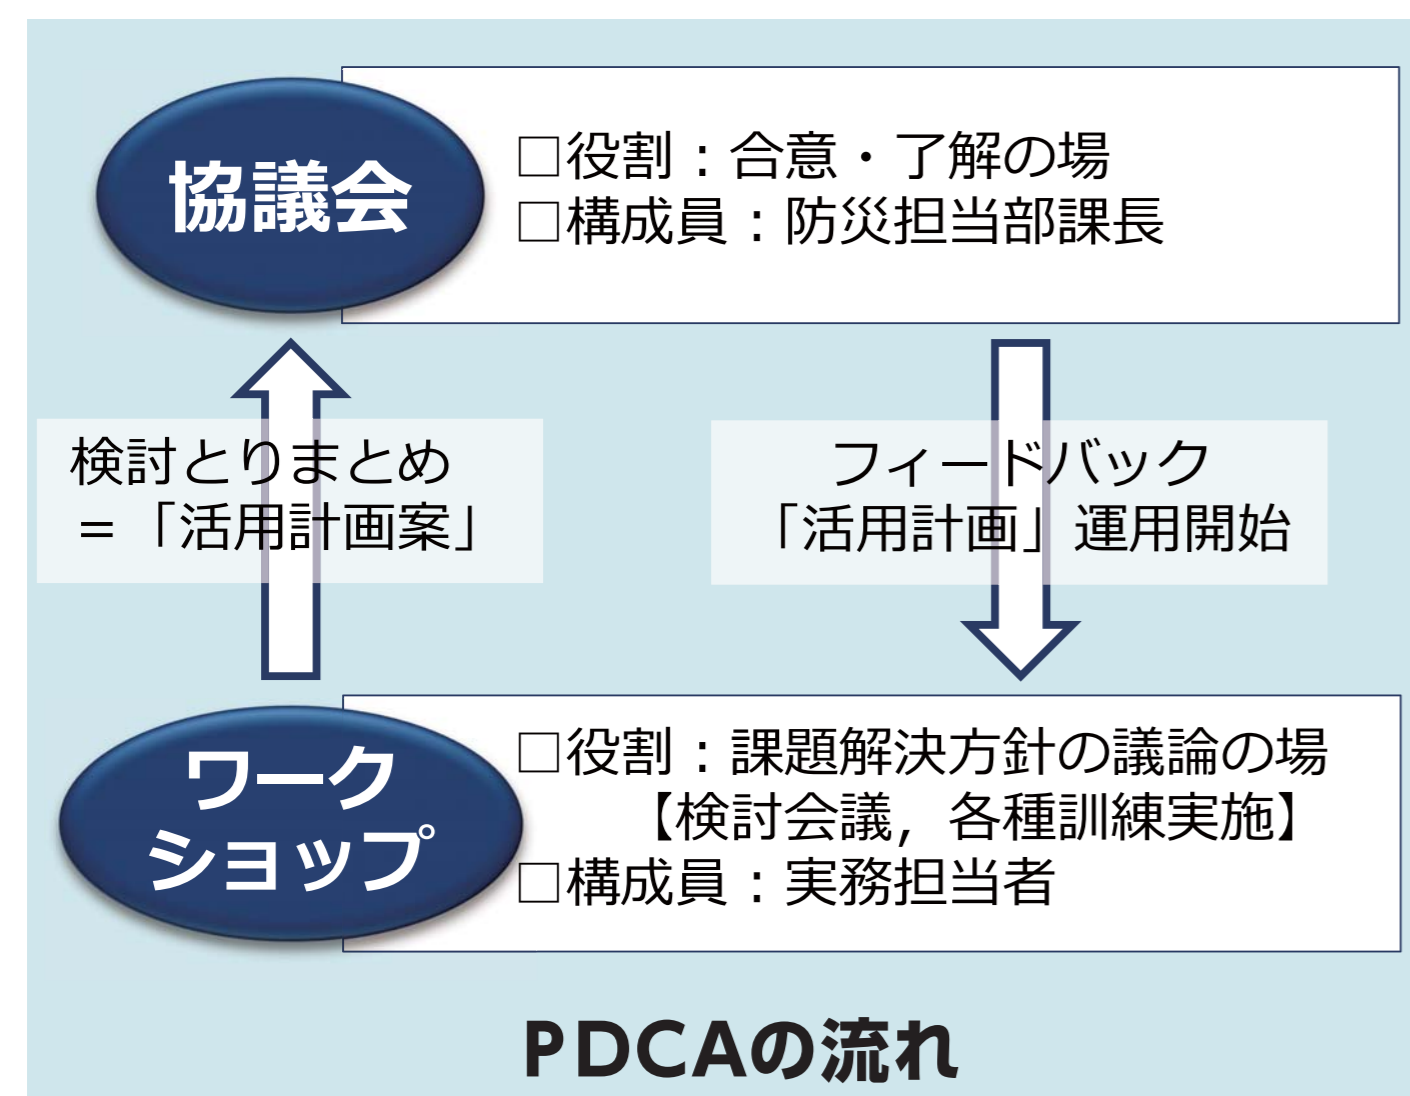 協議会
□役割：合意・了解の場
□構成員：防災担当部課長
検討とりまとめ
=「活用計画案」
フィードバック
「活用計画」運用開始
ワーク
ショップ
□役割：課題解決方針の議論の場
【検討会議，各種訓練実施】
□構成員：実務担当者
PDCAの流れ